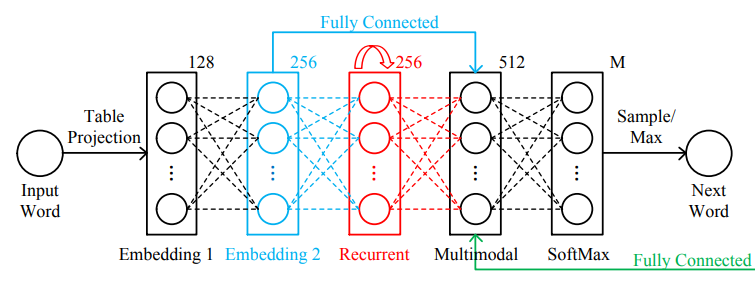 Fully Connected
128
256
256
512
M
Table
Projection
Sample/
Max
Input
Word
Next
Word
Embedding 1
Embedding 2
Recurrent
Multimodal
SoftMax
Fully Connected